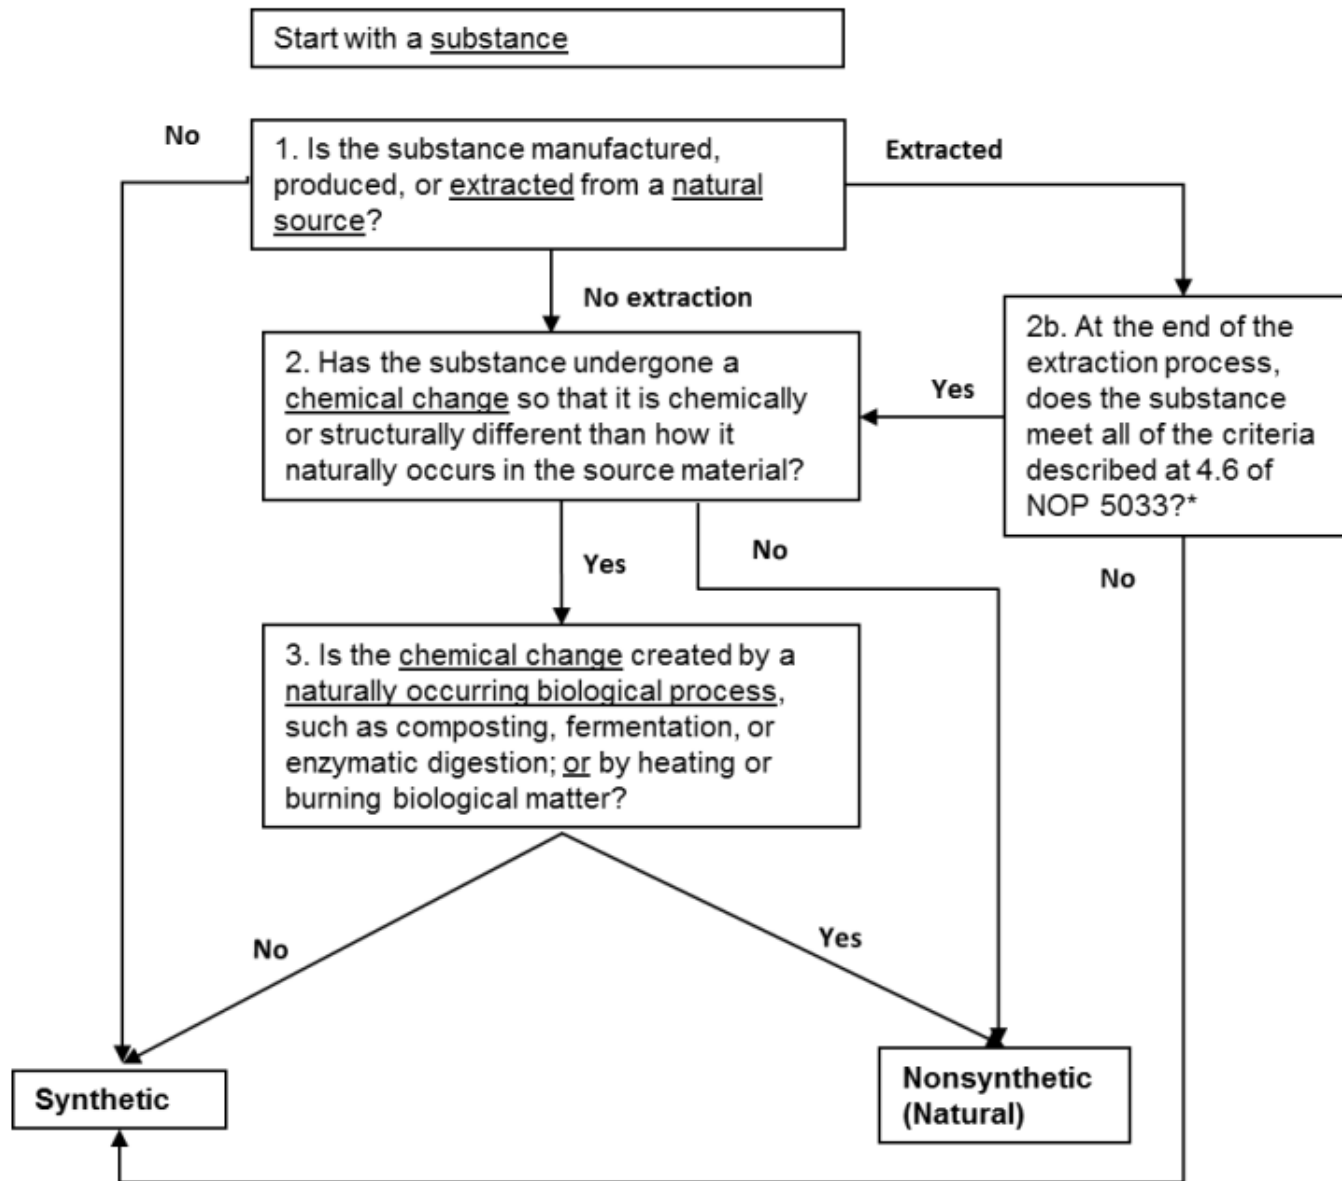 Start with a substance
No
1. Is the substance manufactured,
produced, or extracted from a natural
source?
Extracted
No extraction
2. Has the substance undergone a
chemical change so that it is chemically
or structurally different than how it
naturally occurs in the source material?
Yes
2b. At the end of the
extraction process,
does the substance
meet all of the criteria
described at 4.6 of
NOP 5033?*
Yes
No
No
3. Is the chemical change created by a
naturally occurring biological process,
such as composting, fermentation, or
enzymatic digestion; or by heating or
burning biological matter?
No
Yes
Synthetic
Nonsynthetic
(Natural)